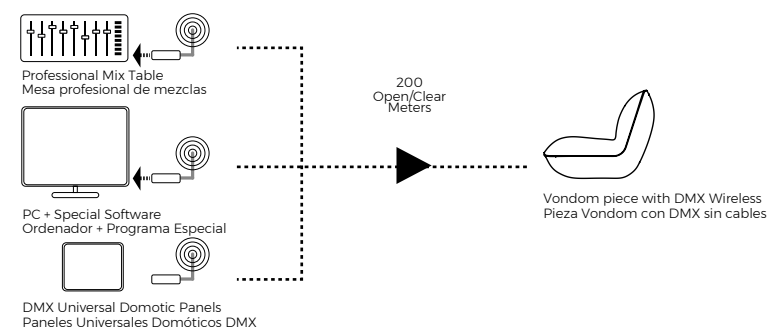 Professional Mix Table
Mesa profesional de mezclas
200
Open/Clear
Meters
PC + Special Software
Ordenador + Programa Especial
Vondom piece with DMX Wireless
Pieza Vondom con DMX sin cables
DMX Universal Domotic Panels
Paneles Universales Domóticos DMX